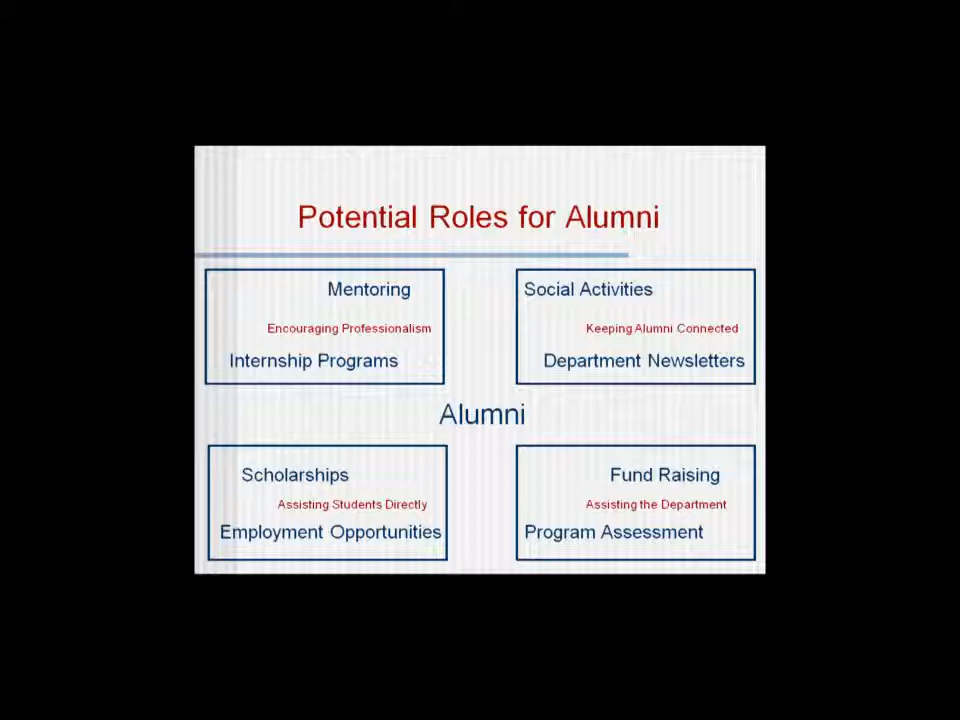 Potential Roles for Alumni
Mentoring
Encouraging Professionalism
Internship Programs
Social Activities
Keeping Alumni Connected
Department Newsletters
Alumni
Scholarships
Assisting Students Directly
Employment Opportunities
Fund Raising
Assisting the Department
Program Assessment